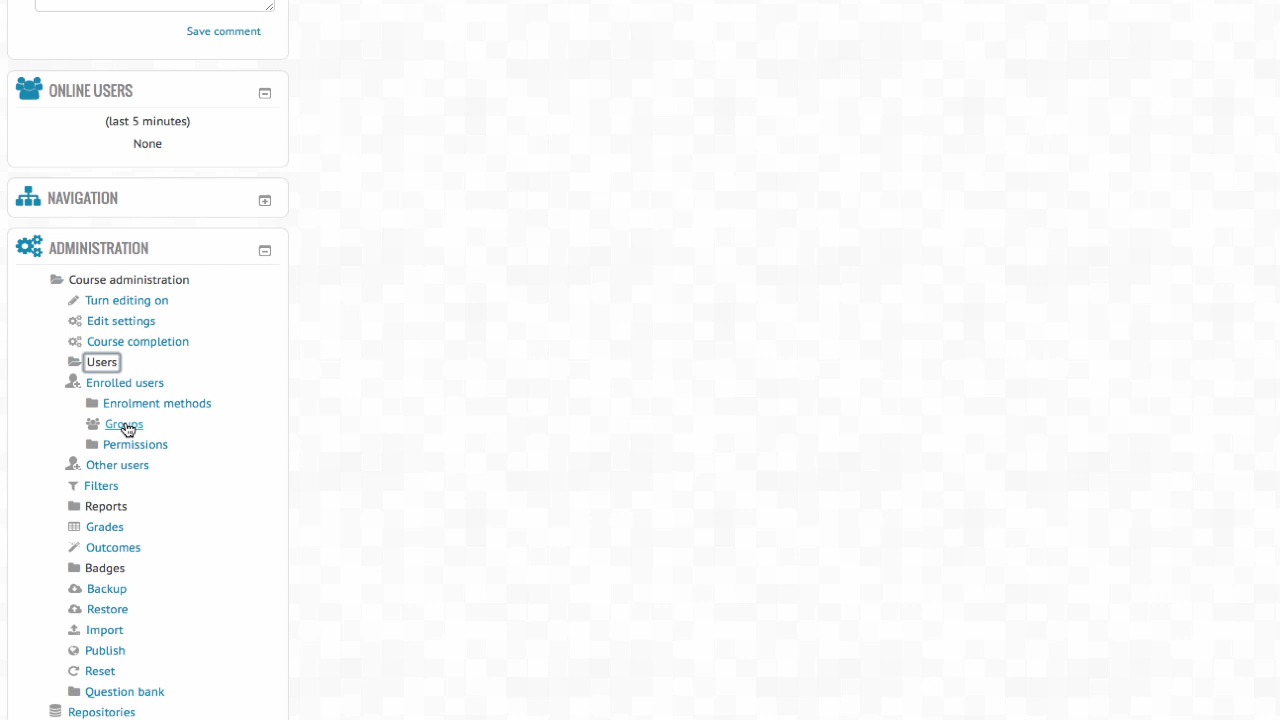 Save comment
ONLINE USERS
(last 5 minutes)
None
NAVIGATION
ADMINISTRATION
Course administration
Turn editing on
Edit settings
Course completion
Users
Enrolled users
Enrolment methods
Groups
Permissions
Other users
Filters
Reports
Grades
Outcomes
Badges
Backup
Restore
Import
Publish
Reset
Question bank
Repositories